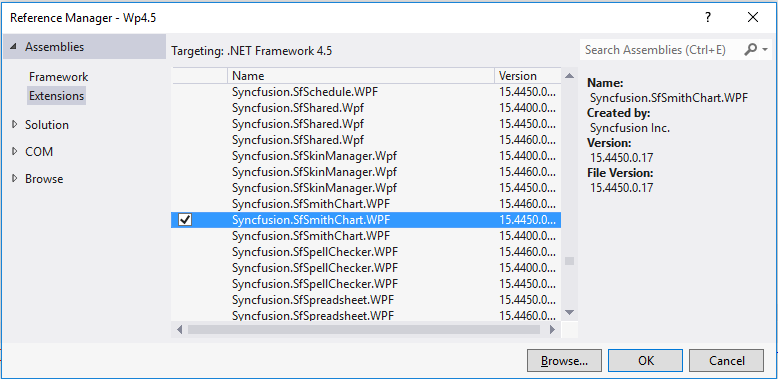 Reference Manager - Wp4.5
Assemblies
Framework
Extensions
Solution
COM
Browse
Targeting: .NET Framework 4.5
Search Assemblies (Ctrl+E)
Name Version
Syncfusion.SfSchedule.WPF 15.4450.0...
Syncfusion.SfShared.Wpf 15.4400.0...
Syncfusion.SfShared.Wpf 15.4450.0...
Syncfusion.SfShared.Wpf 15.4460.0...
Syncfusion.SfSkinManager.Wpf 15.4400.0...
Syncfusion.SfSkinManager.Wpf 15.4460.0...
Syncfusion.SfSkinManager.Wpf 15.4450.0...
Syncfusion.SfSmithChart.WPF 15.4460.0...
Syncfusion.SfSmithChart.WPF 15.4450.0...
Syncfusion.SfSmithChart.WPF 15.4400.0...
Syncfusion.SfSpellChecker.WPF 15.4460.0...
Syncfusion.SfSpellChecker.WPF 15.4400.0...
Syncfusion.SfSpellChecker.WPF 15.4450.0...
Syncfusion.SfSpreadsheet.WPF 15.4450.0...
Syncfusion.SfSpreadsheet.WPF 15.4460.0...
Name:
Syncfusion.SfSmithChart.WPF
Created by:
Syncfusion Inc.
Version:
15.4450.0.17
File Version:
15.4450.0.17
Browse... OK Cancel